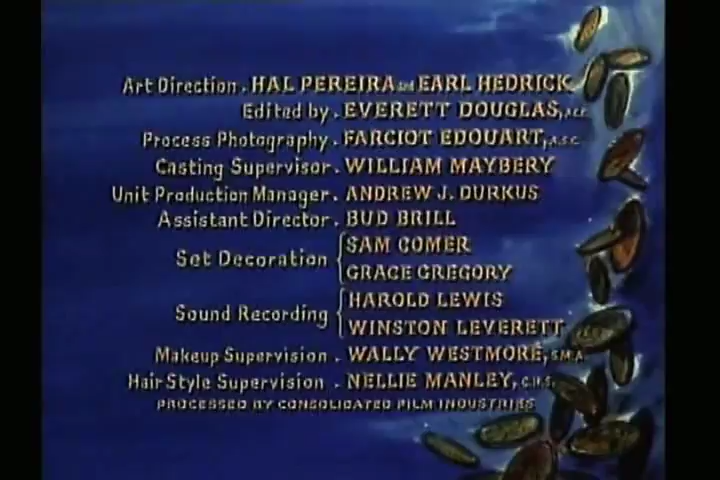 Art Direction . HAL PEREIRA and EARL HEDRICK
Edited by . EVERETT DOUGLAS, A.C.E.
Process Photography . FARCIOT EDOUART, A.S.C.
Casting Supervisor . WILLIAM MAYBERY
Unit Production Manager . ANDREW J. DURKUS
Assistant Director . BUD BRILL
Set Decoration { SAM COMER
GRACE GREGORY
Sound Recording { HAROLD LEWIS
WINSTON LEVERETT
Makeup Supervision . WALLY WESTMORE, S.M.A.
Hair Style Supervision . NELLIE MANLEY, C.H.S.
PROCESSED BY CONSOLIDATED FILM INDUSTRIES